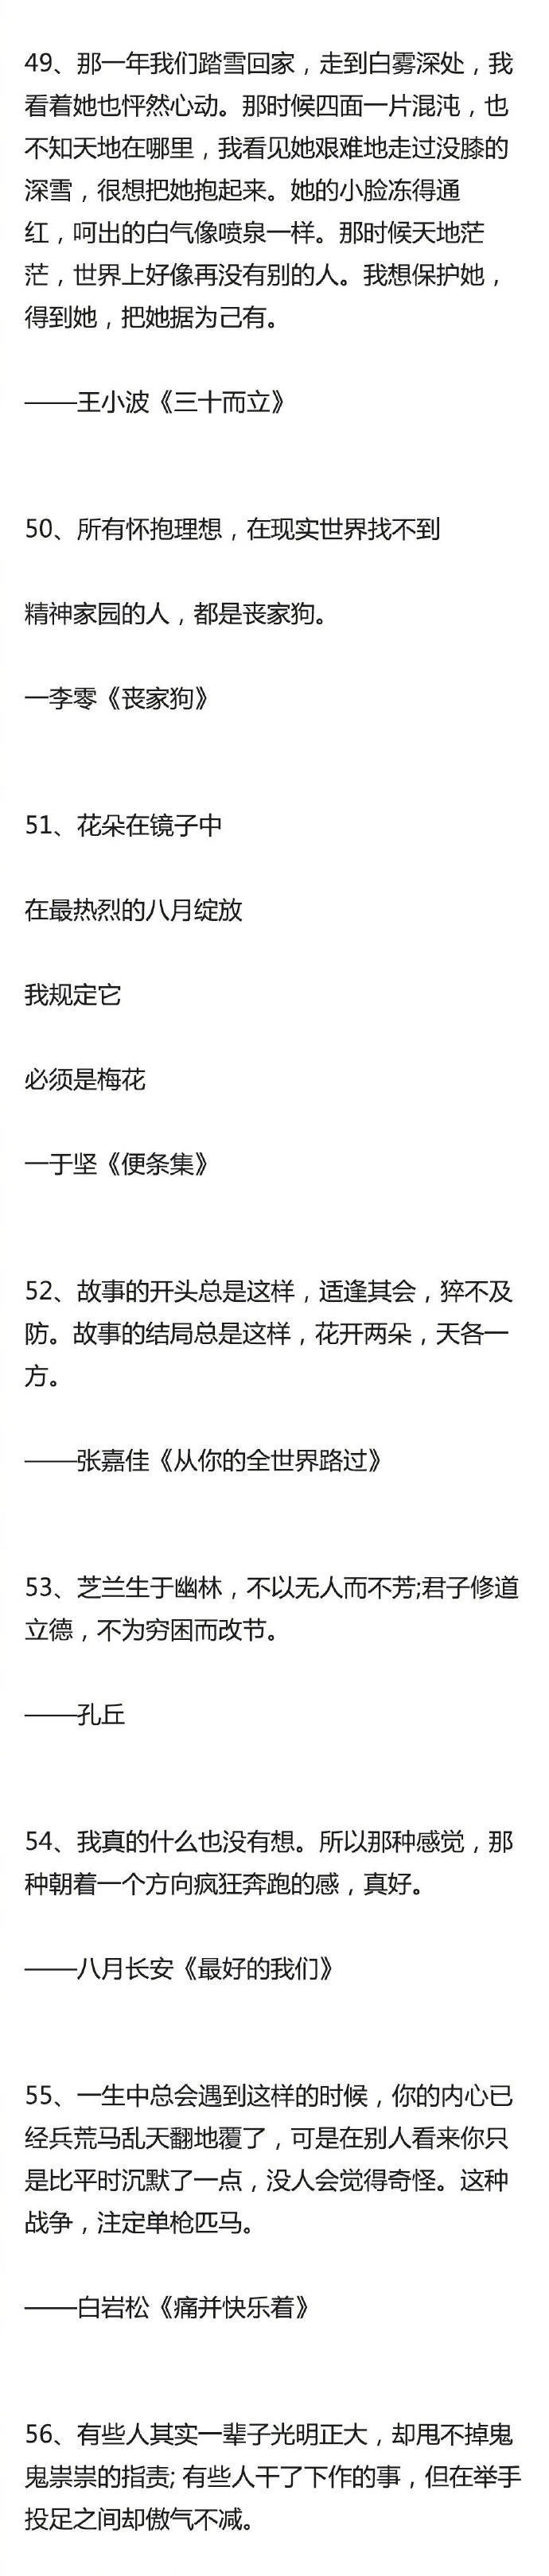 49、那一年我们踏雪回家，走到白雾深处，我
看着她也怦然心动。那时候四面一片混沌，也
不知天地在哪里，我看见她艰难地走过没膝的
深雪，很想把她抱起来。她的小脸冻得通
红，呵出的白气像喷泉一样。那时候天地茫
茫，世界上好像再没有别的人。我想保护她，
得到她，把她据为己有。
——王小波《三十而立》
50、所有怀抱理想，在现实世界找不到
精神家园的人，都是丧家狗。
一李零《丧家狗》
51、花朵在镜子中
在最热烈的八月绽放
我规定它
必须是梅花
一于坚《便条集》
52、故事的开头总是这样，适逢其会，猝不及
防。故事的结局总是这样，花开两朵，天各一
方。
——张嘉佳《从你的全世界路过》
53、芝兰生于幽林，不以无人而不芳;君子修道
立德，不为穷困而改节。
——孔丘
54、我真的什么也没有想。所以那种感觉，那
种朝着一个方向疯狂奔跑的感，真好。
——八月长安《最好的我们》
55、一生中总会遇到这样的时候，你的内心已
经兵荒马乱天翻地覆了，可是在别人看来你只
是比平时沉默了一点，没人会觉得奇怪。这种
战争，注定单枪匹马。
——白岩松《痛并快乐着》
56、有些人其实一辈子光明正大，却甩不掉鬼
鬼祟祟的指责; 有些人干了下作的事，但在举手
投足之间却傲气不减。